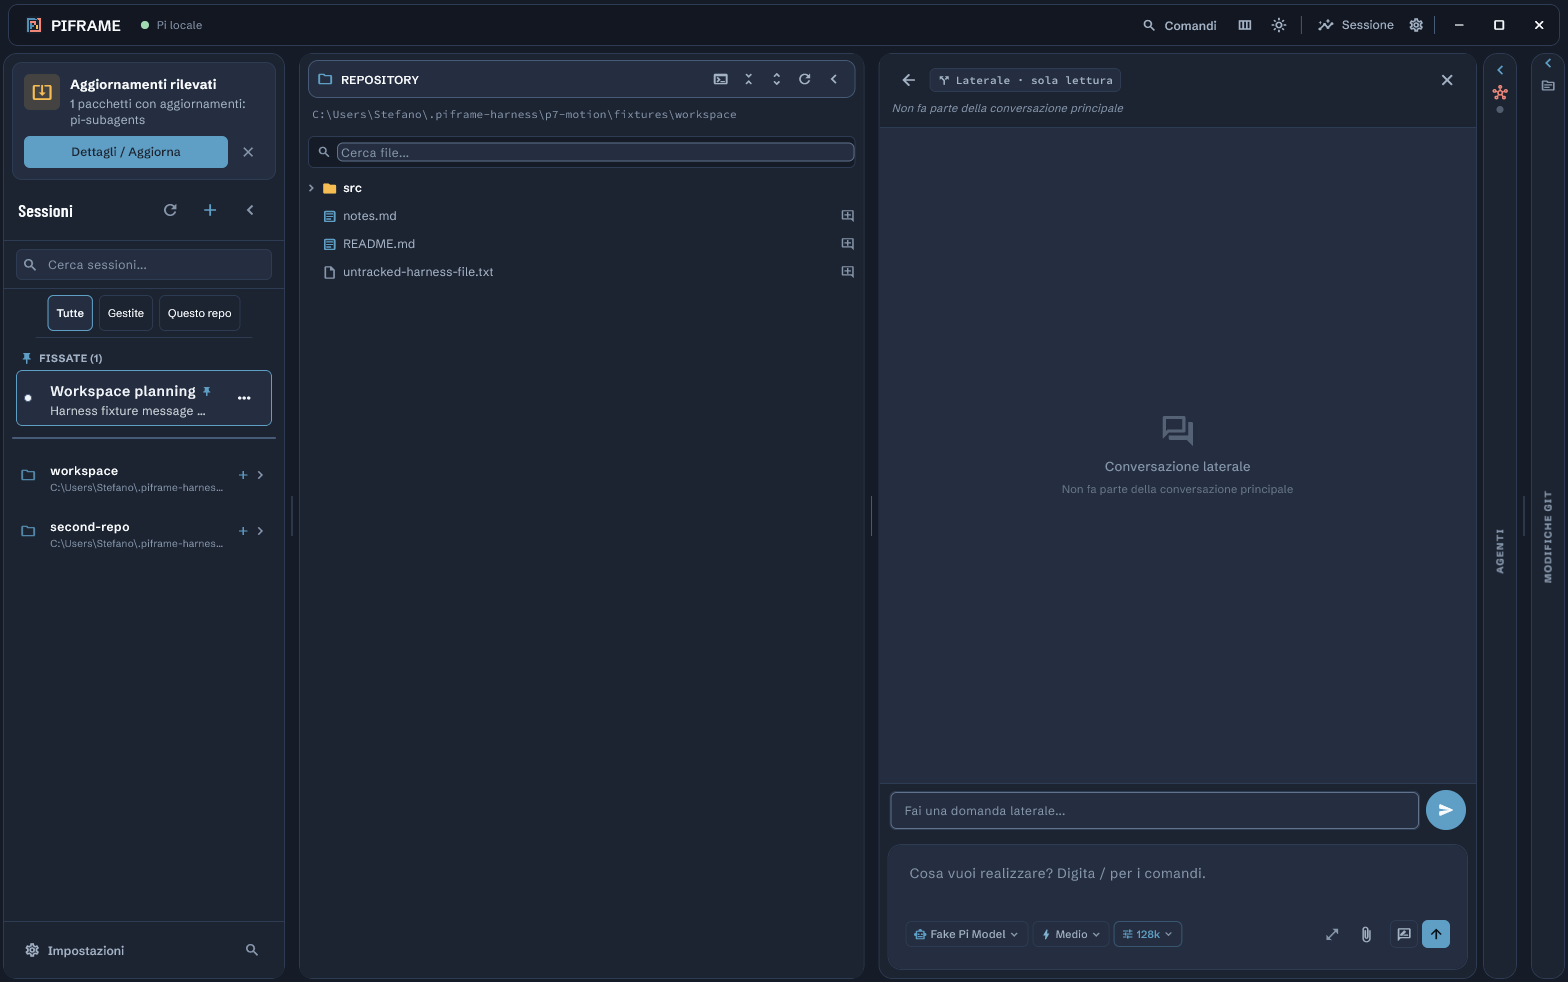 PIFRAME
Pi locale
Comandi
Sessione
Aggiornamenti rilevati
1 pacchetti con aggiornamenti:
pi-subagents
Dettagli / Aggiorna
Sessioni
Cerca sessioni...
Tutte
Gestite
Questo repo
FISSATE (1)
Workspace planning
Harness fixture message ...
workspace
C:\Users\Stefano\.piframe-harnes...
second-repo
C:\Users\Stefano\.piframe-harnes...
Impostazioni
REPOSITORY
C:\Users\Stefano\.piframe-harness\p7-motion\fixtures\workspace
Cerca file...
src
notes.md
README.md
untracked-harness-file.txt
Laterale · sola lettura
Non fa parte della conversazione principale
Conversazione laterale
Non fa parte della conversazione principale
Fai una domanda laterale...
Cosa vuoi realizzare? Digita / per i comandi.
Fake Pi Model
Medio
128k
AGENTI
MODIFICHE GIT